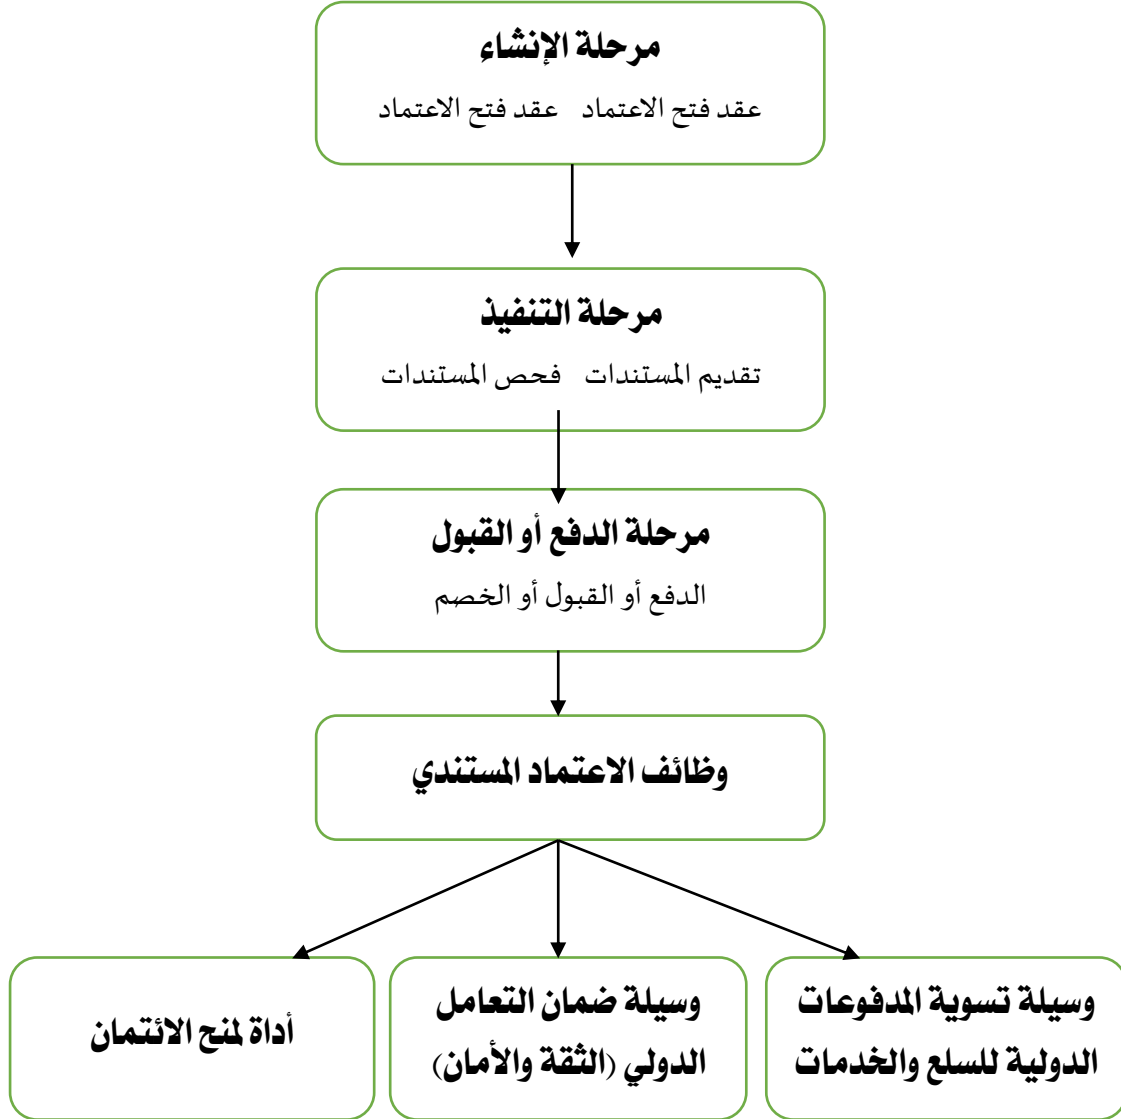 مرحلة الإنشاء
عقد فتح الاعتماد عقد فتح الاعتماد
مرحلة التنفيذ
تقديم المستندات فحص المستندات
مرحلة الدفع أو القبول
الدفع أو القبول أو الخصم
وظائف الاعتماد المستندي
وسيلة تسوية المدفوعات
الدولية للسلع والخدمات
وسيلة ضمان التعامل
الدولي (الثقة والأمان)
أداة لمنح الائتمان